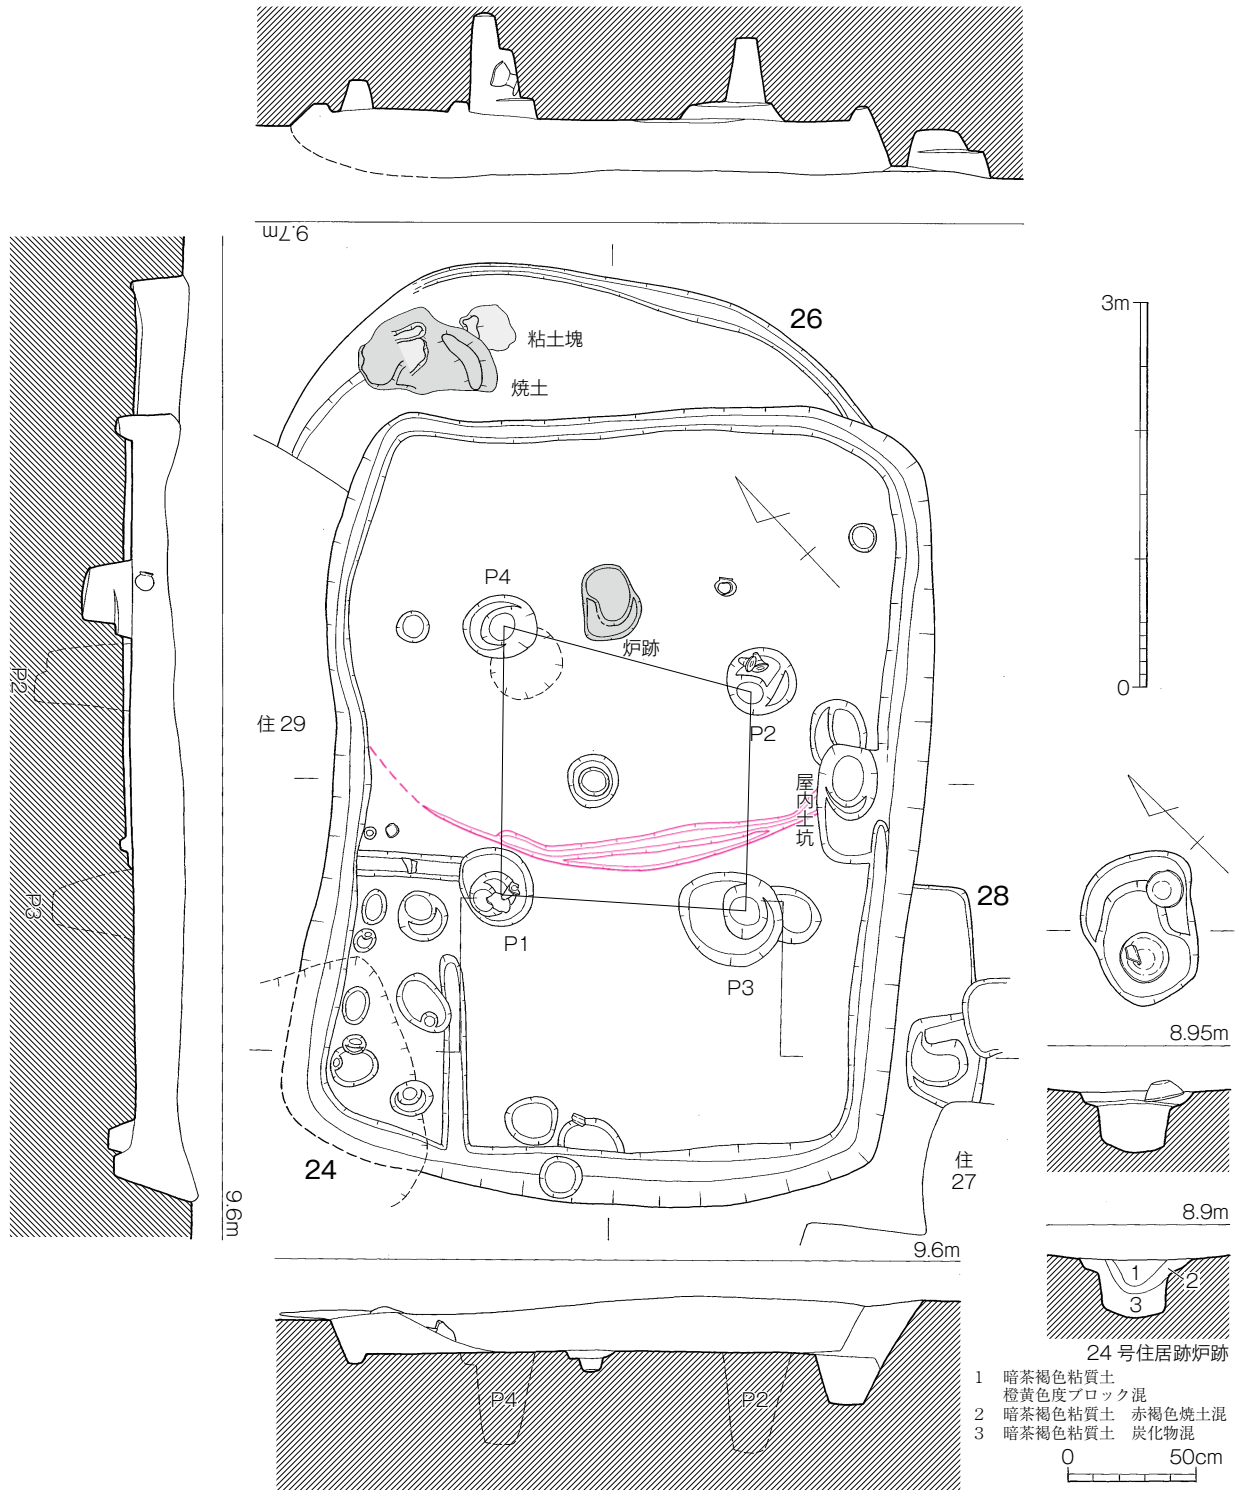 9.7m
26
粘土塊
焼土
3m
0
P4
炉跡
P2
住29
屋内土坑
P2
P3
P1
P3
28
24
住
27
9.6m
9.6m
P4
P2
8.95m
8.9m
1
2
3
24号住居跡炉跡
1 暗茶褐色粘質土
橙黄色度ブロック混
2 暗茶褐色粘質土 赤褐色焼土混
3 暗茶褐色粘質土 炭化物混
0 50cm